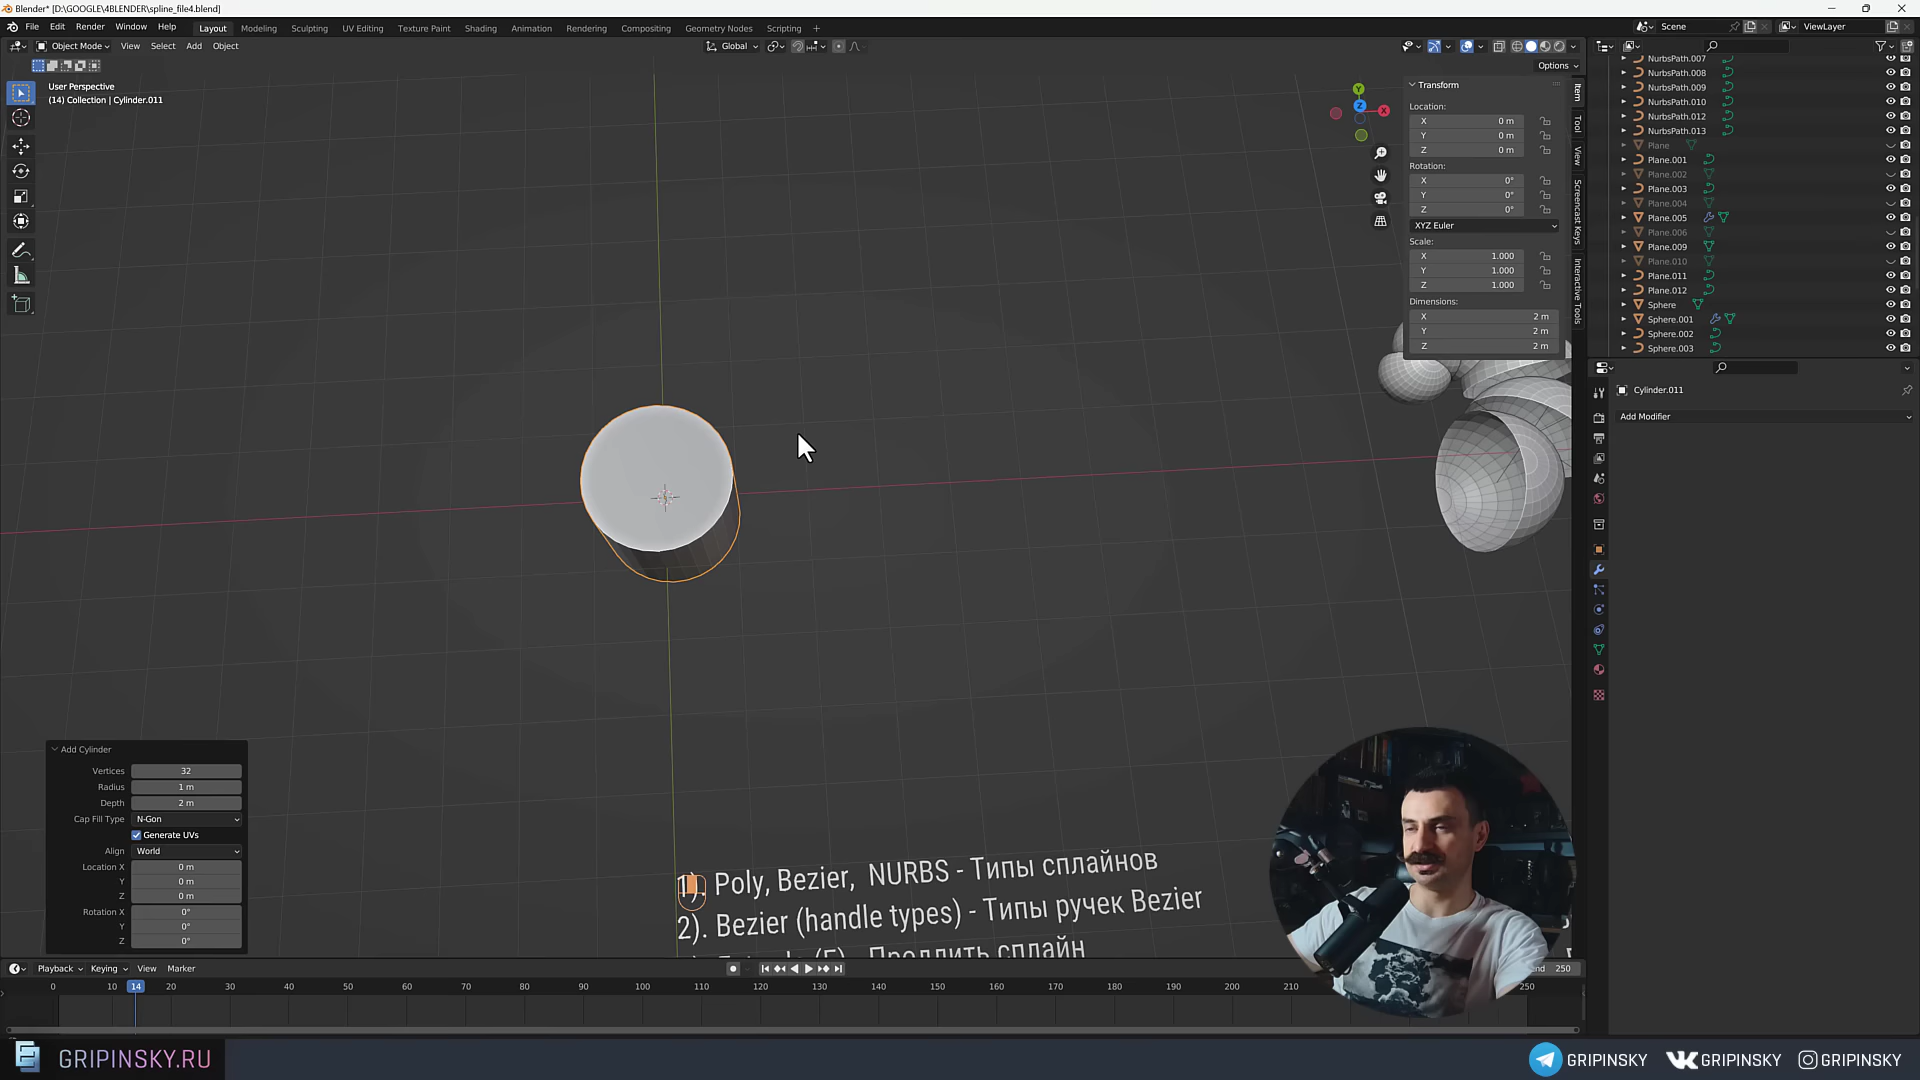 Blender* [D:\GOOGLE\4BLENDER\spline_file4.blend]
File Edit Render Window Help Layout Modeling Sculpting UV Editing Texture Paint Shading Animation Rendering Compositing Geometry Nodes Scripting + Scene ViewLayer
Object Mode View Select Add Object Global
Options
User Perspective
(14) Collection | Cylinder.011
Transform
Location:
X 0 m
Y 0 m
Z 0 m
Rotation:
X 0°
Y 0°
Z 0°
XYZ Euler
Scale:
X 1.000
Y 1.000
Z 1.000
Dimensions:
X 2 m
Y 2 m
Z 2 m
Item
Tool
View
Screencast Keys
Interactive Tools
NurbsPath.007
NurbsPath.008
NurbsPath.009
NurbsPath.010
NurbsPath.012
NurbsPath.013
Plane
Plane.001
Plane.002
Plane.003
Plane.004
Plane.005
Plane.006
Plane.009
Plane.010
Plane.011
Plane.012
Sphere
Sphere.001
Sphere.002
Sphere.003
Cylinder.011
Add Modifier
Add Cylinder
Vertices 32
Radius 1 m
Depth 2 m
Cap Fill Type N-Gon
Generate UVs
Align World
Location X 0 m
Y 0 m
Z 0 m
Rotation X 0°
Y 0°
Z 0°
1). Poly, Bezier, NURBS - Типы сплайнов
2). Bezier (handle types) - Типы ручек Bezier
Playback Keying View Marker
End 250
0 10 14 20 30 40 50 60 70 80 90 100 110 120 130 140 150 160 170 180 190 200 210 250
GRIPINSKY.RU
GRIPINSKY GRIPINSKY GRIPINSKY